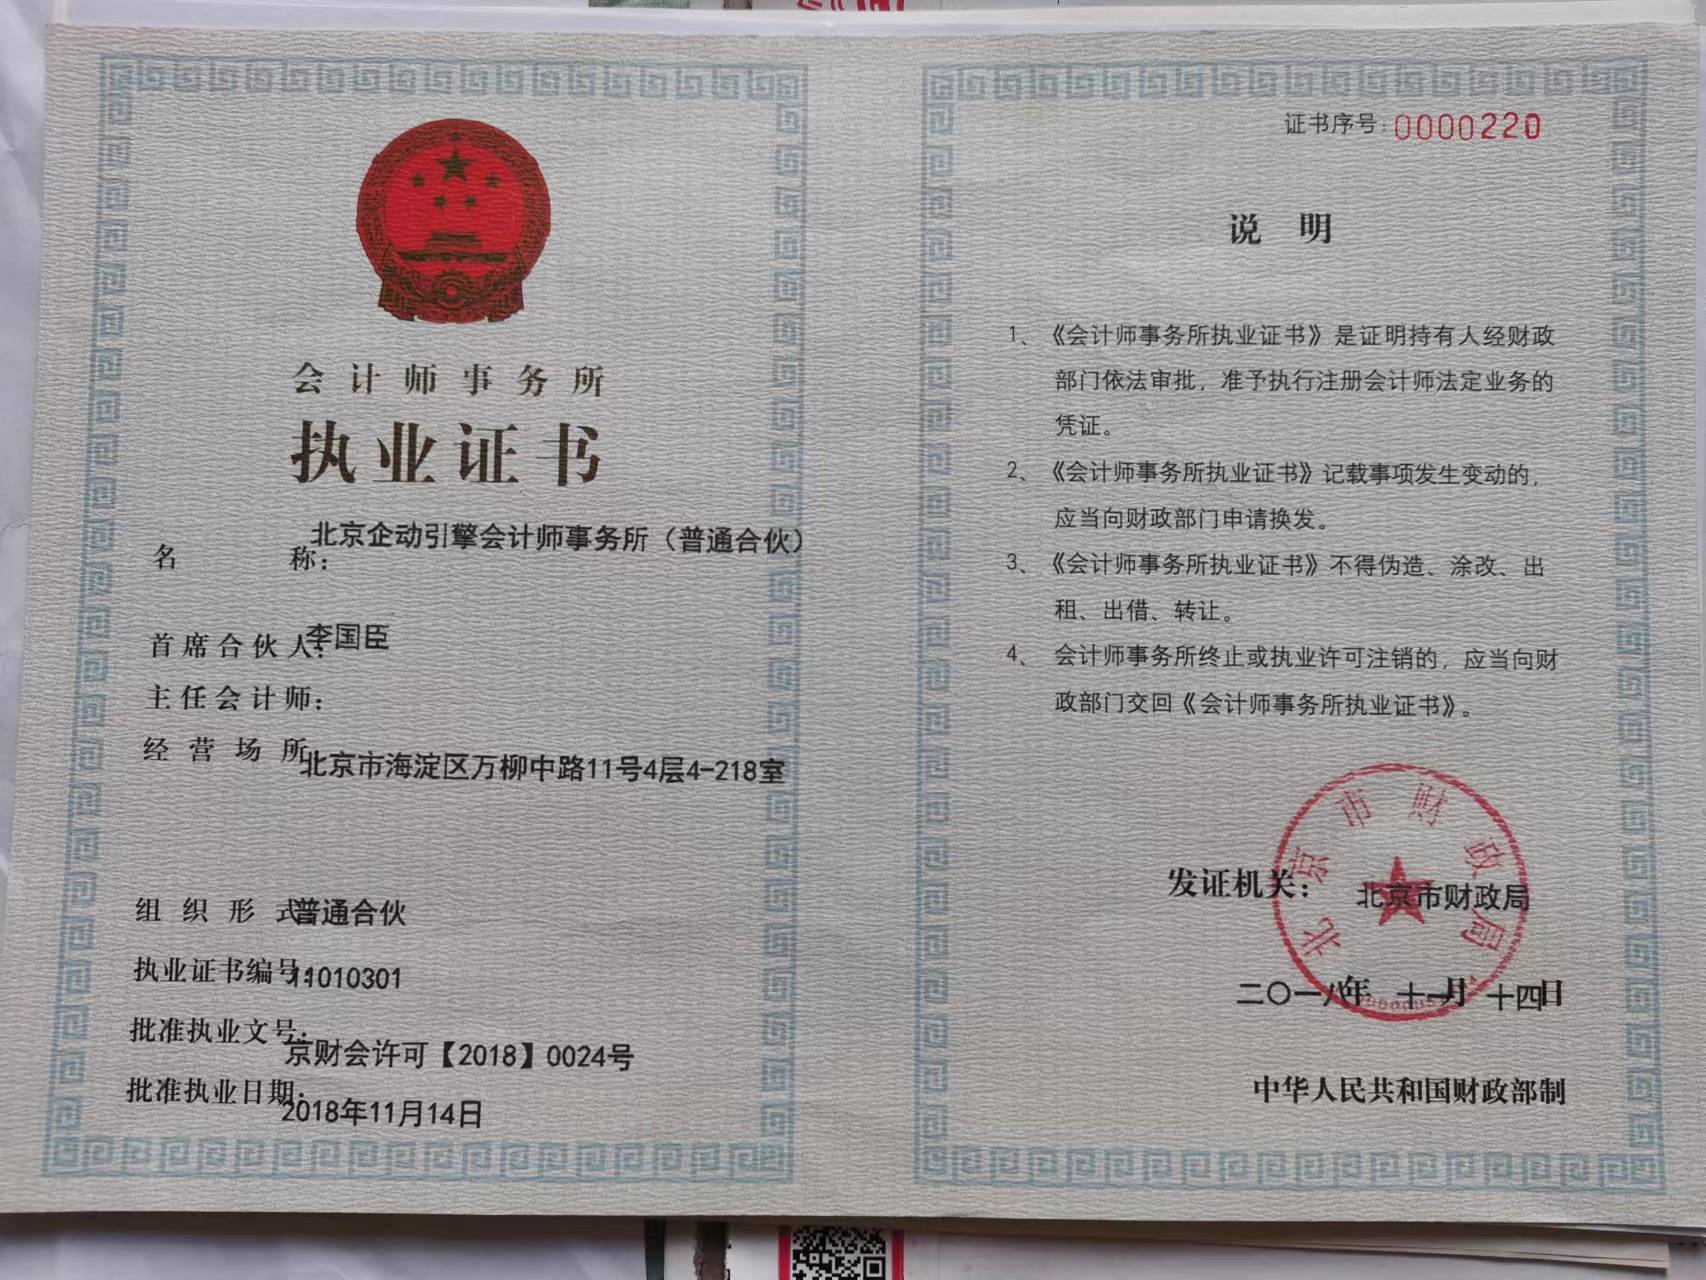 会计师事务所
执业证书
名称：北京企动引擎会计师事务所（普通合伙）
首席合伙人：李国臣
主任会计师：
经营场所：北京市海淀区万柳中路11号4层4-218室
组织形式：普通合伙
执业证书编号：11010301
批准执业文号：京财会许可【2018】0024号
批准执业日期：2018年11月14日
证书序号：0000220
说 明
1、《会计师事务所执业证书》是证明持有人经财政
部门依法审批，准予执行注册会计师法定业务的
凭证。
2、《会计师事务所执业证书》记载事项发生变动的，
应当向财政部门申请换发。
3、《会计师事务所执业证书》不得伪造、涂改、出
租、出借、转让。
4、会计师事务所终止或执业许可注销的，应当向财
政部门交回《会计师事务所执业证书》。
北京市财政局
发证机关：北京市财政局
二〇一八年 十一月 十四日
中华人民共和国财政部制